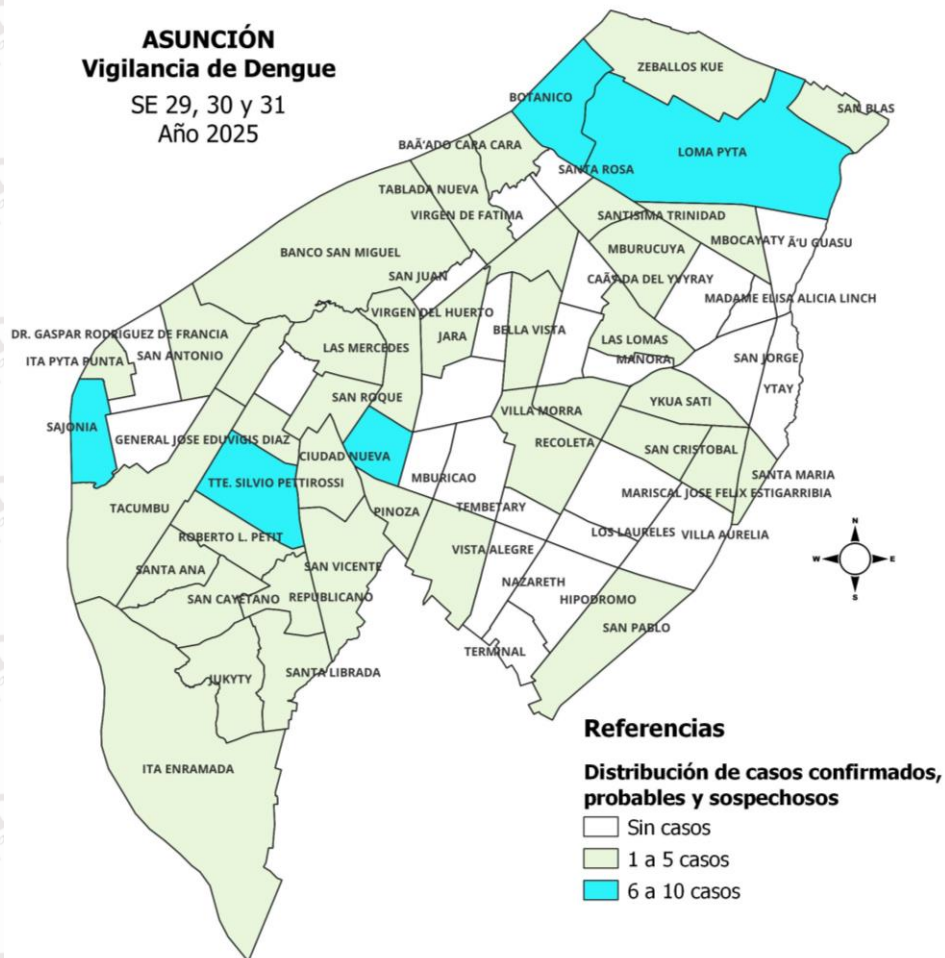 ASUNCIÓN
Vigilancia de Dengue
SE 29, 30 y 31
Año 2025
ZEBALLOS KUE
BOTANICO
SAN BLAS
BAÃ'ADO CARA CARA
LOMA PYTA
SANTA ROSA
TABLADA NUEVA
VIRGEN DE FATIMA
SANTISIMA TRINIDAD
MBOCAYATY
Ã'U GUASU
BANCO SAN MIGUEL
MBURUCUYA
SAN JUAN
CAÃ'ADA DEL YVYRAY
MADAME ELISA ALICIA LINCH
VIRGEN DEL HUERTO
DR. GASPAR RODRIGUEZ DE FRANCIA
JARA
BELLA VISTA
LAS LOMAS
LAS MERCEDES
ITA PYTA PUNTA
SAN ANTONIO
MANORA
SAN JORGE
YTAY
SAN ROQUE
YKUA SATI
VILLA MORRA
SAJONIA
GENERAL JOSE EDUVIGIS DIAZ
RECOLETA
SAN CRISTOBAL
CIUDAD NUEVA
SANTA MARIA
MBURICAO
TTE. SILVIO PETTIROSSI
MARISCAL JOSE FELIX ESTIGARRIBIA
TACUMBU
PINOZA
TEMBETARY
LOS LAURELES
VILLA AURELIA
ROBERTO L. PETIT
VISTA ALEGRE
SANTA ANA
SAN VICENTE
NAZARETH
SAN CAYETANO
REPUBLICANO
HIPODROMO
SAN PABLO
TERMINAL
SANTA LIBRADA
JUKYTY
ITA ENRAMADA
N
W
E
S
Referencias
Distribución de casos confirmados,
probables y sospechosos
Sin casos
1 a 5 casos
6 a 10 casos